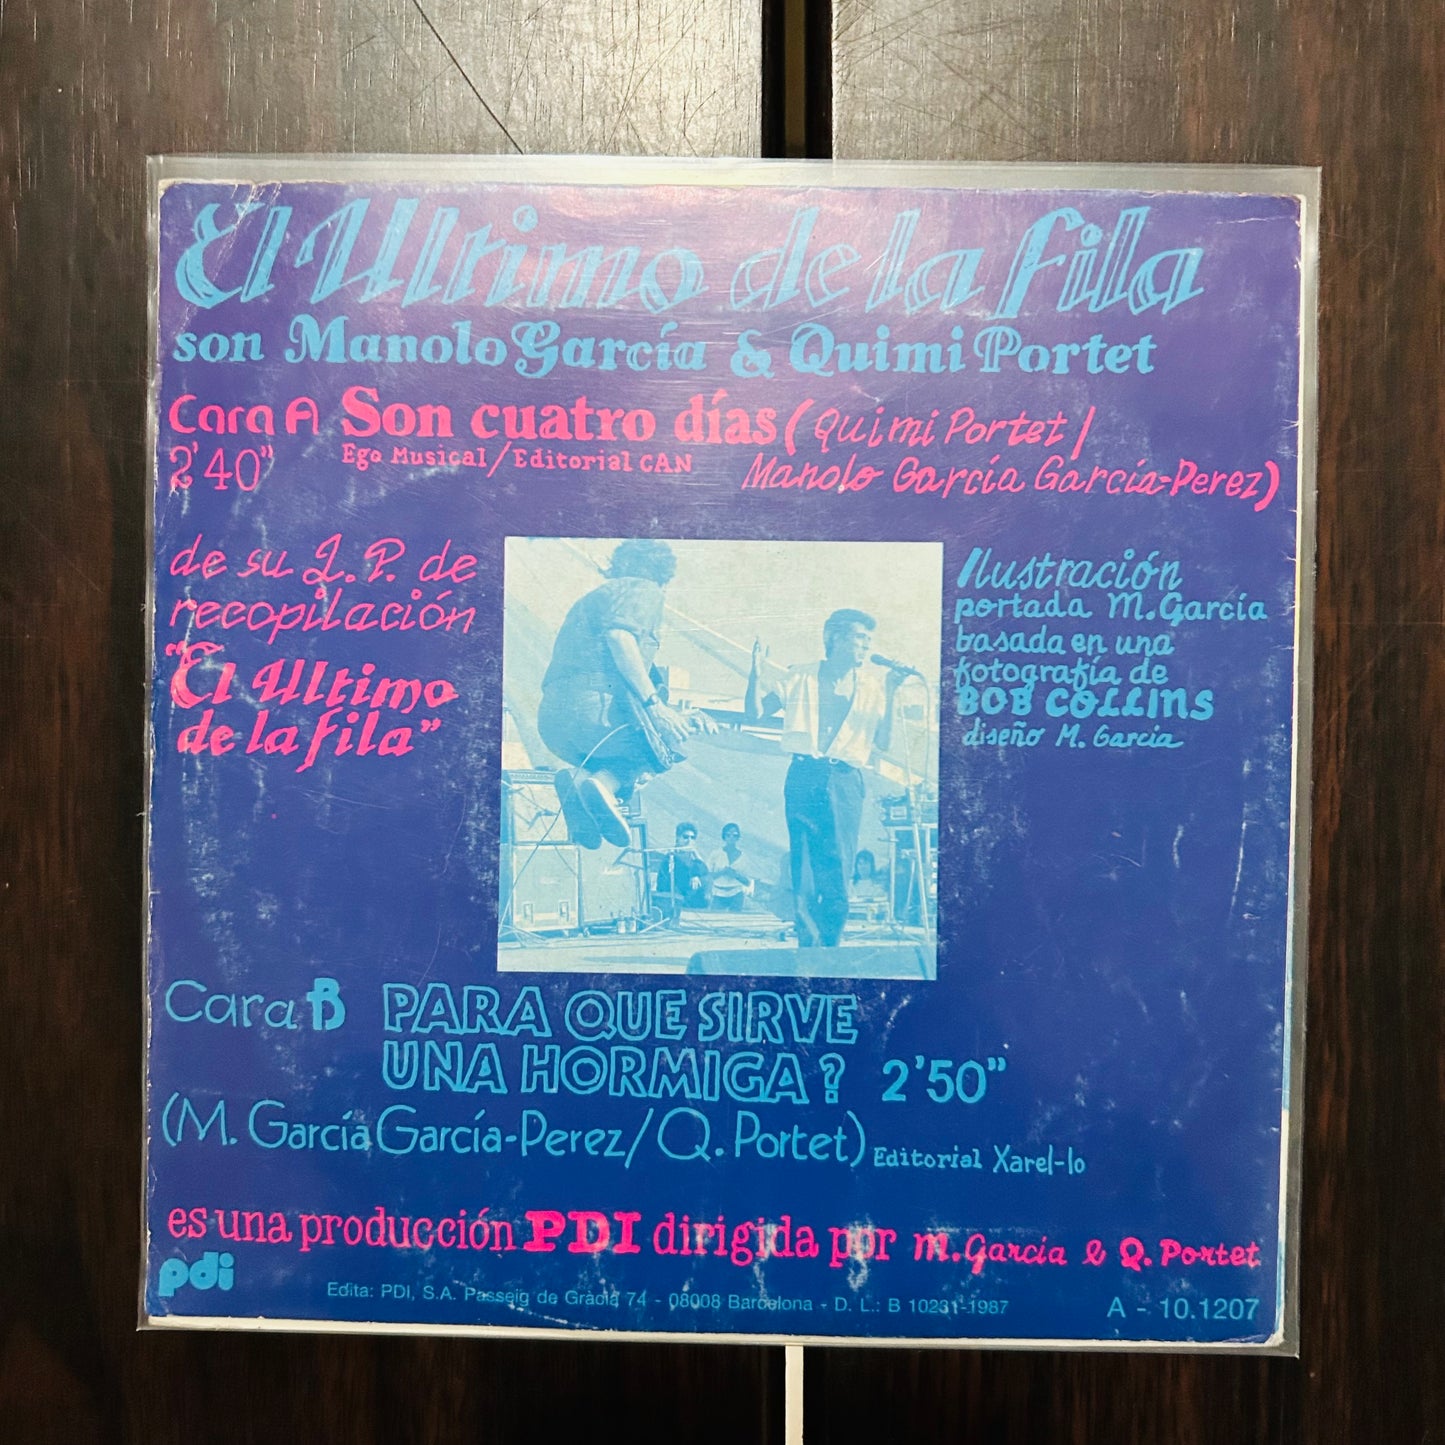 El Ultimo de la fila
son Manolo García & Quimi Portet
Cara A Son cuatro días (Quimi Portet/
2'40" Ego Musical/Editorial CAN Manolo García García-Perez)
de su L.P. de
recopilación
"El Ultimo
de la fila"
Ilustración
portada M. García
basada en una
fotografía de
BOB COLLINS
diseño M. Garcia
Cara B PARA QUE SIRVE
UNA HORMIGA? 2'50"
(M. García García-Perez/Q. Portet) Editorial Xarel-lo
es una producción PDI dirigida por M. García & Q. Portet
pdi
Edita: PDI, S.A. Passeig de Gràcia 74 - 08008 Barcelona - D. L.: B 10231-1987
A - 10.1207